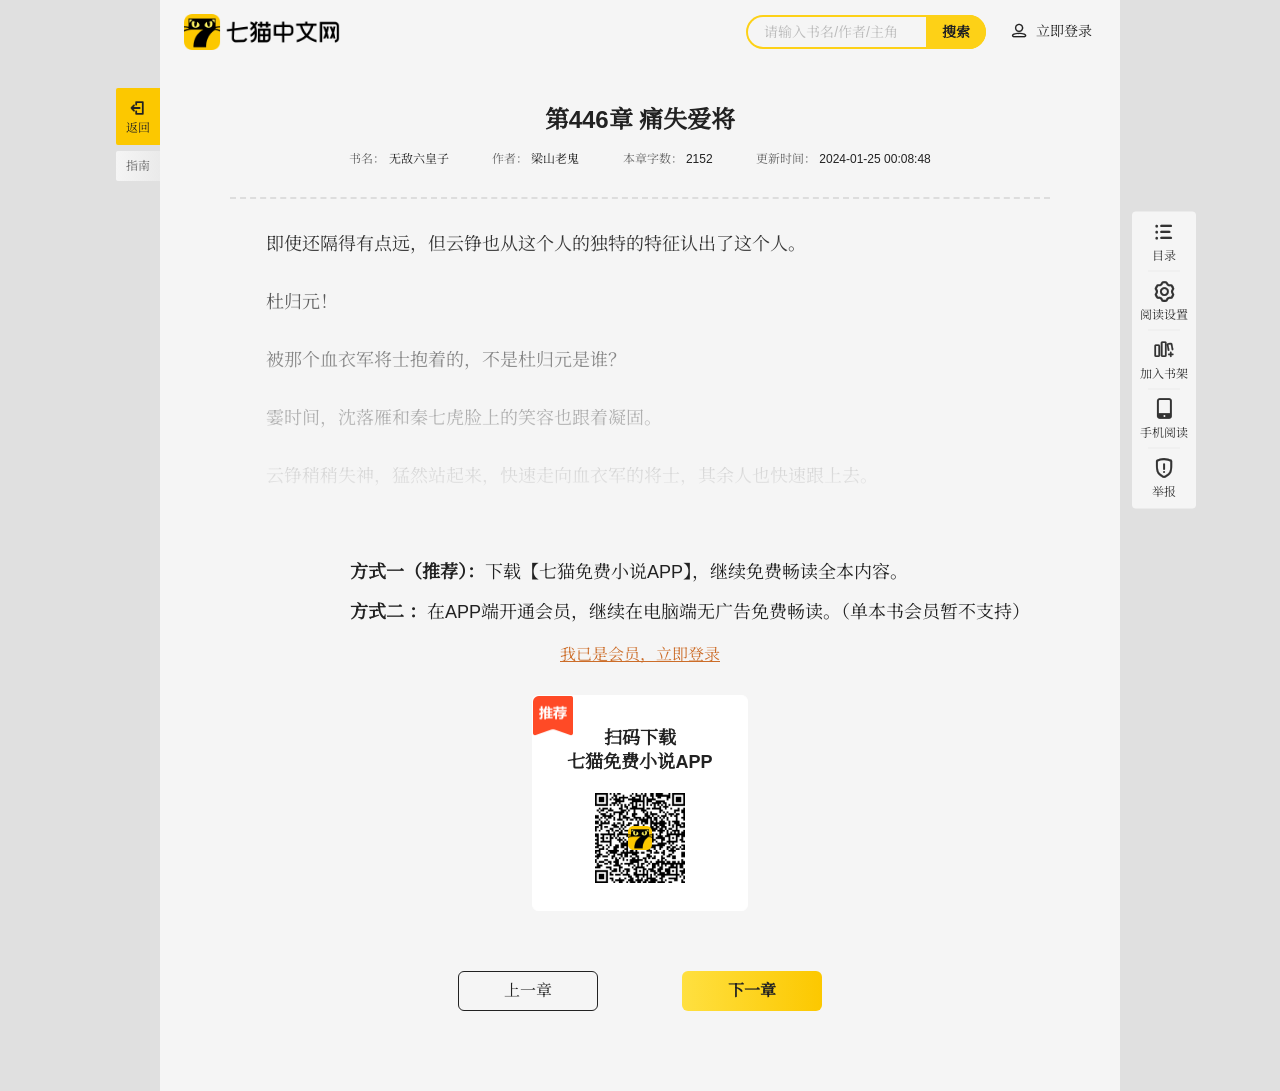 七猫中文网
请输入书名/作者/主角
搜索
立即登录
返回
指南
第446章 痛失爱将
书名： 无敌六皇子 作者： 梁山老鬼 本章字数： 2152 更新时间： 2024-01-25 00:08:48
即使还隔得有点远，但云铮也从这个人的独特的特征认出了这个人。
杜归元！
被那个血衣军将士抱着的，不是杜归元是谁？
霎时间，沈落雁和秦七虎脸上的笑容也跟着凝固。
云铮稍稍失神，猛然站起来，快速走向血衣军的将士，其余人也快速跟上去。
目录
阅读设置
加入书架
手机阅读
举报
方式一（推荐）：下载【七猫免费小说APP】，继续免费畅读全本内容。
方式二 ：在APP端开通会员，继续在电脑端无广告免费畅读。（单本书会员暂不支持）
我已是会员，立即登录
推荐
扫码下载
七猫免费小说APP
上一章
下一章